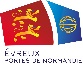 ÉVREUX
PORTES DE NORMANDIE